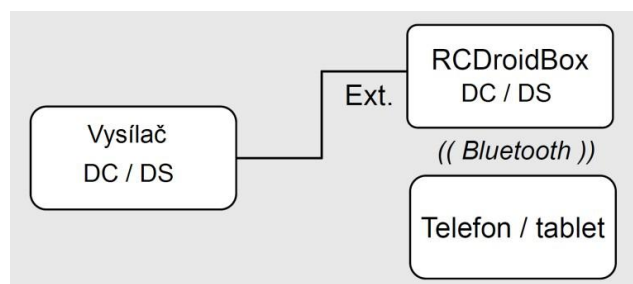 Vysílač
DC / DS
Ext.
RCDroidBox
DC / DS
(( Bluetooth ))
Telefon / tablet